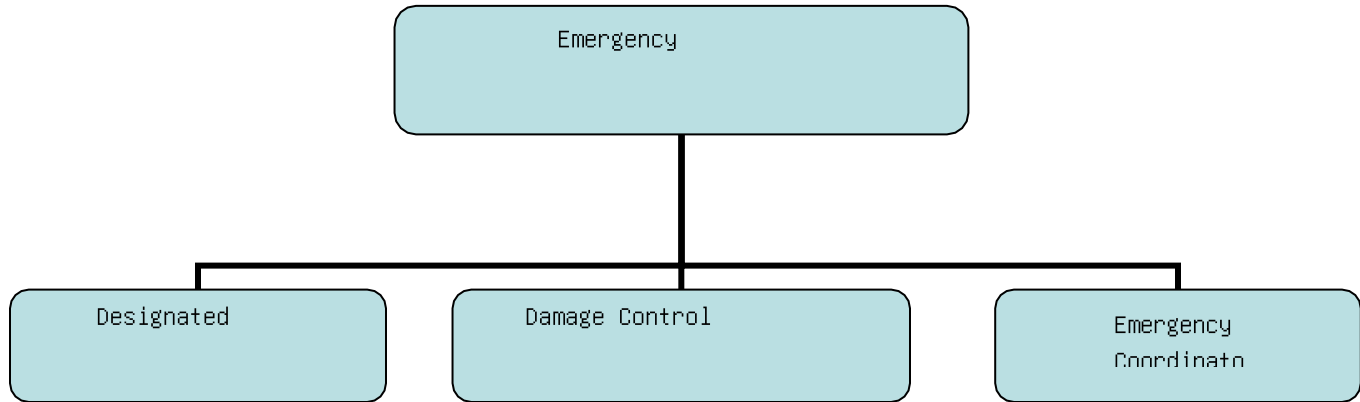 Emergency
Designated
Damage Control
Emergency
Coordinato